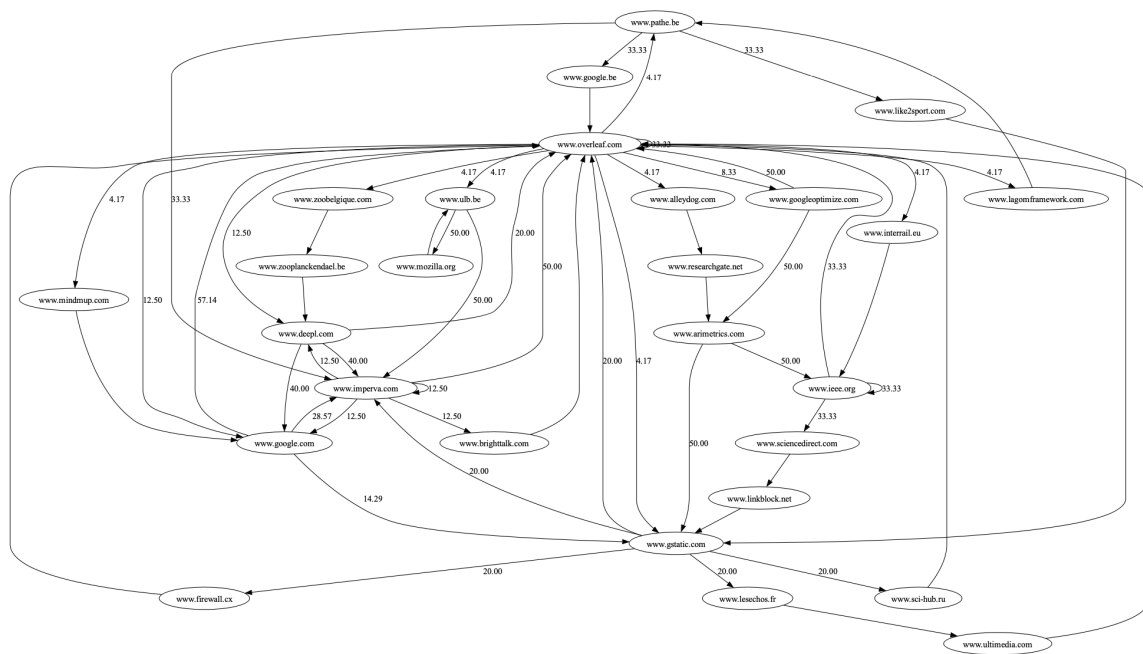 www.pathe.be
33.33
33.33
www.google.be
4.17
www.like2sport.com
www.overleaf.com
33.33
4.17
33.33
4.17
4.17
4.17
8.33
50.00
4.17
4.17
www.zoobelgique.com
www.ulb.be
www.alleydog.com
www.googleoptimize.com
www.lagomframework.com
12.50
50.00
20.00
www.interrail.eu
www.zooplanckendael.be
www.mozilla.org
www.researchgate.net
50.00
33.33
50.00
www.mindmup.com
12.50
57.14
50.00
www.deepl.com
www.arimetrics.com
12.50
40.00
20.00
4.17
50.00
40.00
www.imperva.com
12.50
www.ieee.org
33.33
28.57
12.50
12.50
33.33
www.google.com
www.brighttalk.com
50.00
www.sciencedirect.com
20.00
14.29
www.linkblock.net
www.gstatic.com
20.00
20.00
20.00
www.firewall.cx
www.lesechos.fr
www.sci-hub.ru
www.ultimedia.com